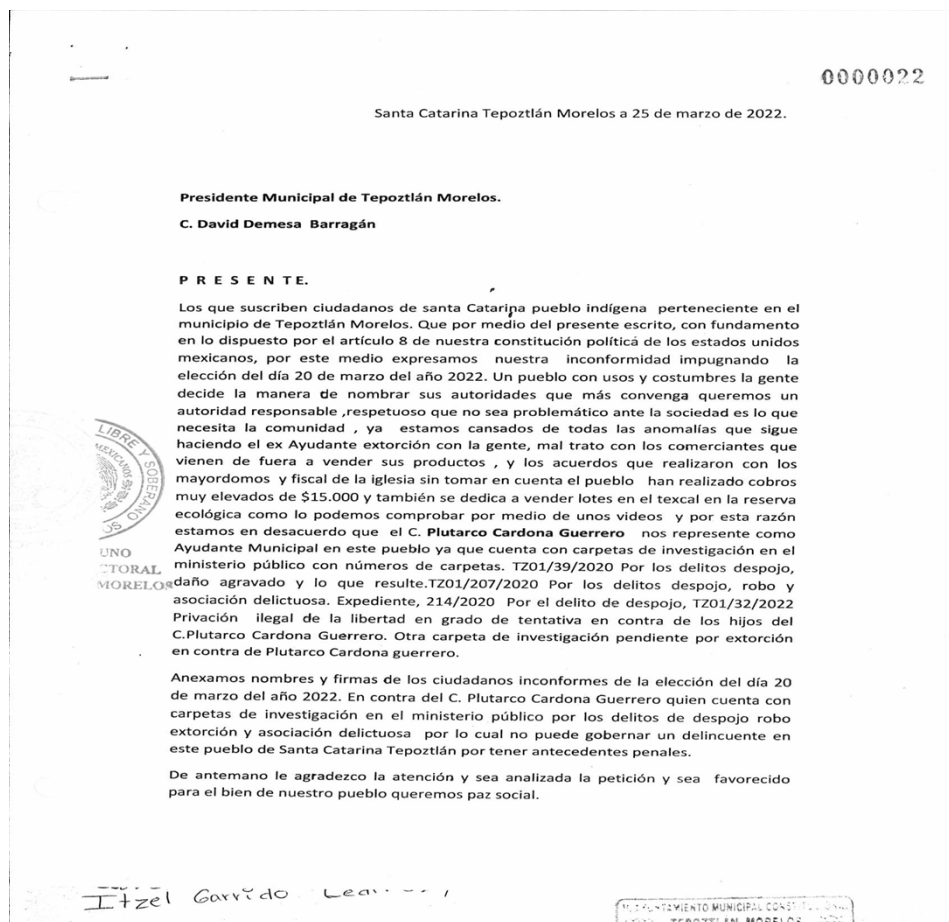 0000022
Santa Catarina Tepoztlán Morelos a 25 de marzo de 2022.
Presidente Municipal de Tepoztlán Morelos.
C. David Demesa Barragán
P R E S E N TE.
Los que suscriben ciudadanos de santa Catarina pueblo indígena perteneciente en el
municipio de Tepoztlán Morelos. Que por medio del presente escrito, con fundamento
en lo dispuesto por el artículo 8 de nuestra constitución política de los estados unidos
mexicanos, por este medio expresamos nuestra inconformidad impugnando la
elección del día 20 de marzo del año 2022. Un pueblo con usos y costumbres la gente
decide la manera de nombrar sus autoridades que más convenga queremos un
autoridad responsable ,respetuoso que no sea problemático ante la sociedad es lo que
necesita la comunidad , ya estamos cansados de todas las anomalías que sigue
haciendo el ex Ayudante extorción con la gente, mal trato con los comerciantes que
vienen de fuera a vender sus productos , y los acuerdos que realizaron con los
mayordomos y fiscal de la iglesia sin tomar en cuenta el pueblo han realizado cobros
muy elevados de $15.000 y también se dedica a vender lotes en el texcal en la reserva
ecológica como lo podemos comprobar por medio de unos videos y por esta razón
estamos en desacuerdo que el C. Plutarco Cardona Guerrero nos represente como
Ayudante Municipal en este pueblo ya que cuenta con carpetas de investigación en el
ministerio público con números de carpetas. TZ01/39/2020 Por los delitos despojo,
daño agravado y lo que resulte.TZ01/207/2020 Por los delitos despojo, robo y
asociación delictuosa. Expediente, 214/2020 Por el delito de despojo, TZ01/32/2022
Privación ilegal de la libertad en grado de tentativa en contra de los hijos del
C.Plutarco Cardona Guerrero. Otra carpeta de investigación pendiente por extorción
en contra de Plutarco Cardona guerrero.
LIBRE Y SOBERANO
MEXICANOS
UNO
CTORAL
MORELOS
Anexamos nombres y firmas de los ciudadanos inconformes de la elección del día 20
de marzo del año 2022. En contra del C. Plutarco Cardona Guerrero quien cuenta con
carpetas de investigación en el ministerio público por los delitos de despojo robo
extorción y asociación delictuosa por lo cual no puede gobernar un delincuente en
este pueblo de Santa Catarina Tepoztlán por tener antecedentes penales.
De antemano le agradezco la atención y sea analizada la petición y sea favorecido
para el bien de nuestro pueblo queremos paz social.
Itzel Garrido
AYUNTAMIENTO MUNICIPAL
TEPOZTLAN MORELOS